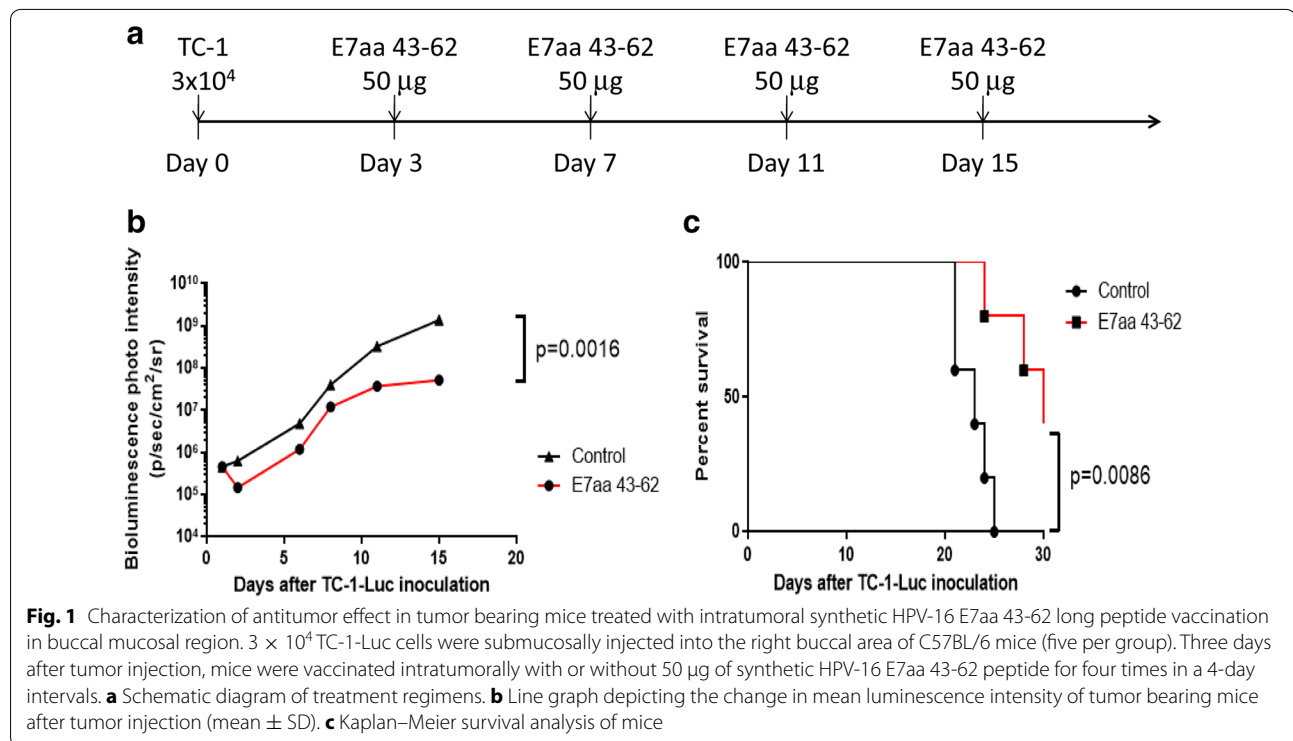 a
TC-1 E7aa 43-62 E7aa 43-62 E7aa 43-62 E7aa 43-62
3x10⁴ 50 µg 50 µg 50 µg 50 µg
Day 0 Day 3 Day 7 Day 11 Day 15
b
Bioluminescence photo intensity
(p/sec/cm²/sr)
10¹⁰
10⁹
10⁸
10⁷
10⁶
10⁵
10⁴
0 5 10 15 20
Days after TC-1-Luc inoculation
p=0.0016
Control
E7aa 43-62
c
Percent survival
100
50
0
0 10 20 30
Days after TC-1-Luc inoculation
Control
E7aa 43-62
p=0.0086
Fig. 1 Characterization of antitumor effect in tumor bearing mice treated with intratumoral synthetic HPV-16 E7aa 43-62 long peptide vaccination
in buccal mucosal region. 3 × 10⁴ TC-1-Luc cells were submucosally injected into the right buccal area of C57BL/6 mice (five per group). Three days
after tumor injection, mice were vaccinated intratumorally with or without 50 µg of synthetic HPV-16 E7aa 43-62 peptide for four times in a 4-day
intervals. a Schematic diagram of treatment regimens. b Line graph depicting the change in mean luminescence intensity of tumor bearing mice
after tumor injection (mean ± SD). c Kaplan–Meier survival analysis of mice